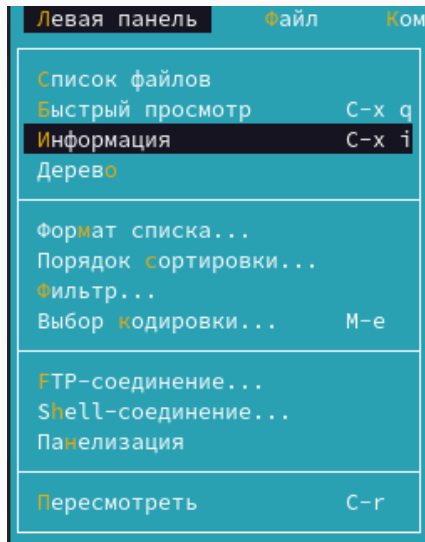 Левая панель Файл Ком
Список файлов
Быстрый просмотр C-x q
Информация C-x i
Дерево
Формат списка...
Порядок сортировки...
Фильтр...
Выбор кодировки... M-e
FTP-соединение...
Shell-соединение...
Панелизация
Пересмотреть C-r